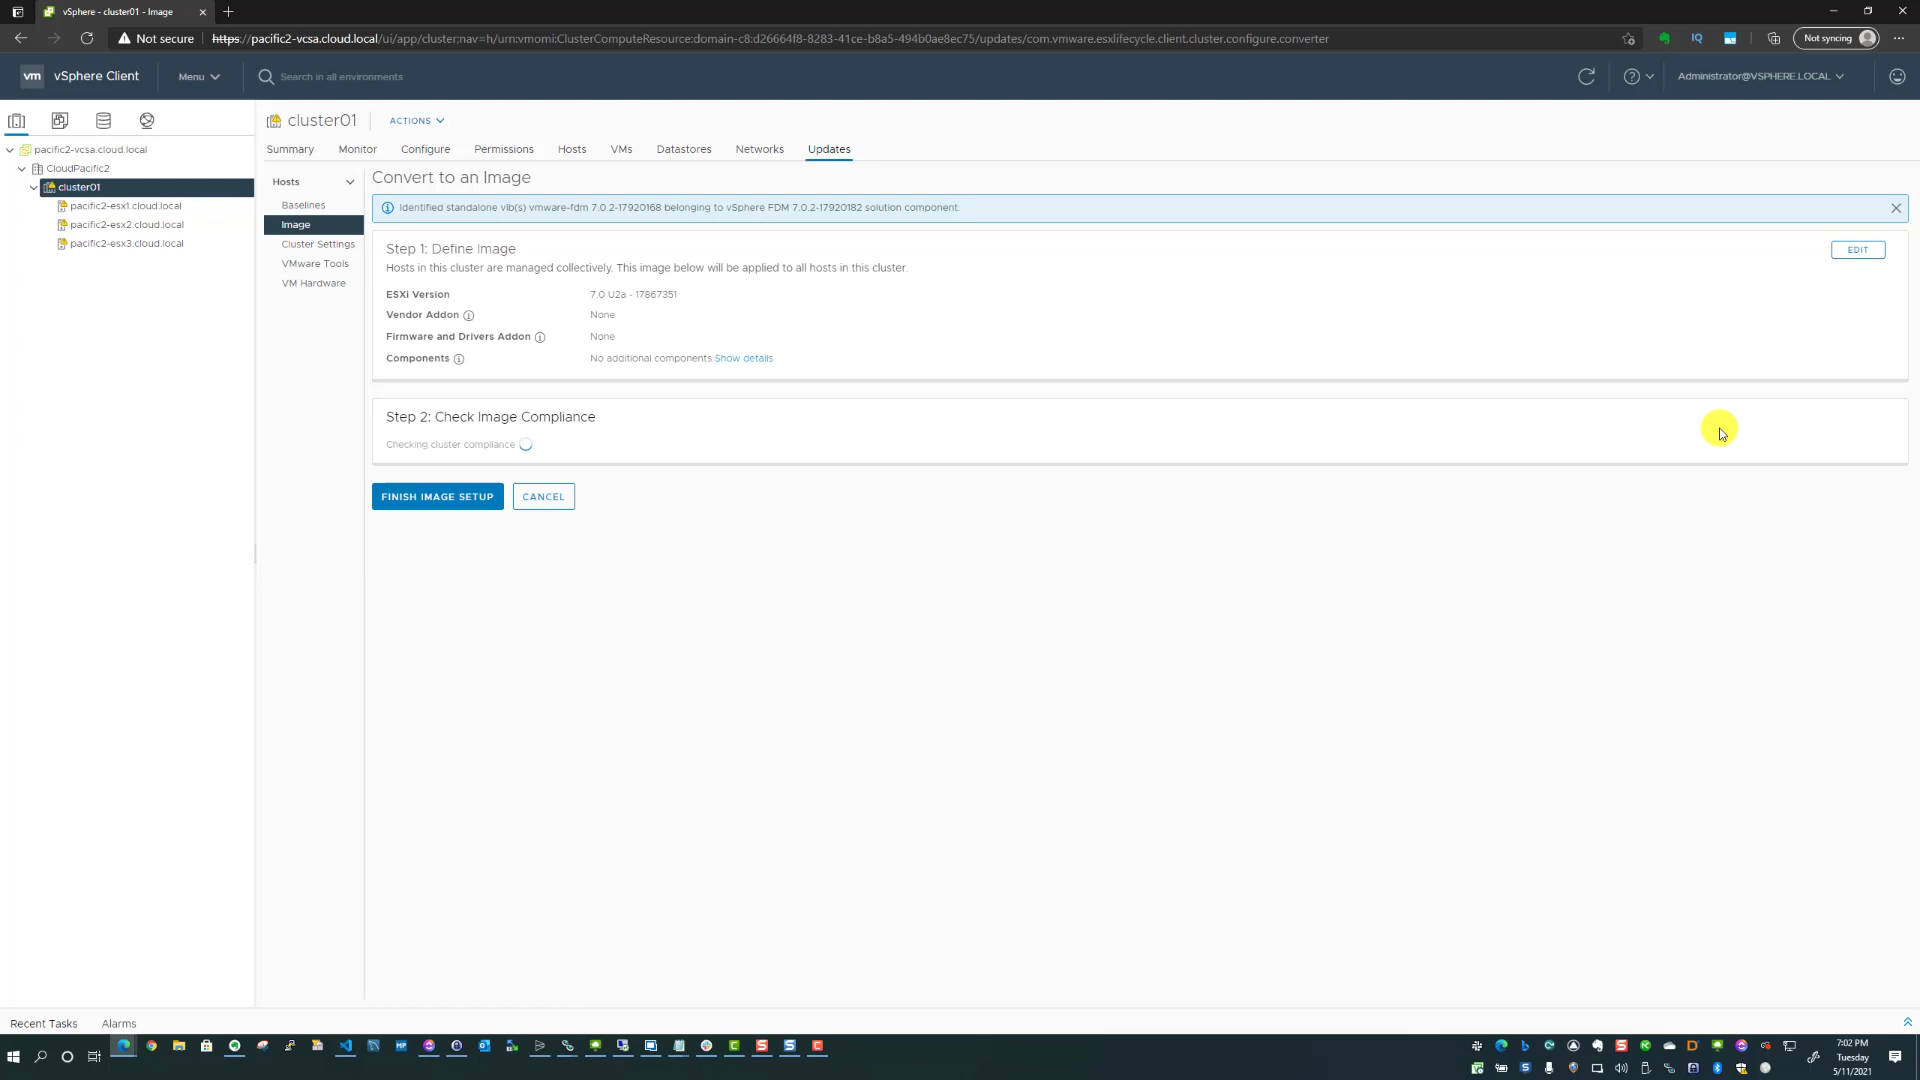 vSphere - cluster01 - Image
Not secure
https://pacific2-vcsa.cloud.local/ui/app/cluster;nav=h/urn:vmomi:ClusterComputeResource:domain-c8:d26664f8-8283-41ce-b8a5-494b0ae8ec75/updates/com.vmware.esxlifecycle.client.cluster.configure.converter
IQ
Not syncing
vm vSphere Client
Menu
Search in all environments
Administrator@VSPHERE.LOCAL
pacific2-vcsa.cloud.local
CloudPacific2
cluster01
pacific2-esx1.cloud.local
pacific2-esx2.cloud.local
pacific2-esx3.cloud.local
cluster01
ACTIONS
Summary Monitor Configure Permissions Hosts VMs Datastores Networks Updates
Hosts
Baselines
Image
Cluster Settings
VMware Tools
VM Hardware
Convert to an Image
Identified standalone vib(s) vmware-fdm 7.0.2-17920168 belonging to vSphere FDM 7.0.2-17920182 solution component.
Step 1: Define Image
EDIT
Hosts in this cluster are managed collectively. This image below will be applied to all hosts in this cluster.
ESXi Version 7.0 U2a - 17867351
Vendor Addon None
Firmware and Drivers Addon None
Components No additional components Show details
Step 2: Check Image Compliance
Checking cluster compliance
FINISH IMAGE SETUP
CANCEL
Recent Tasks Alarms
7:02 PM
Tuesday
5/11/2021